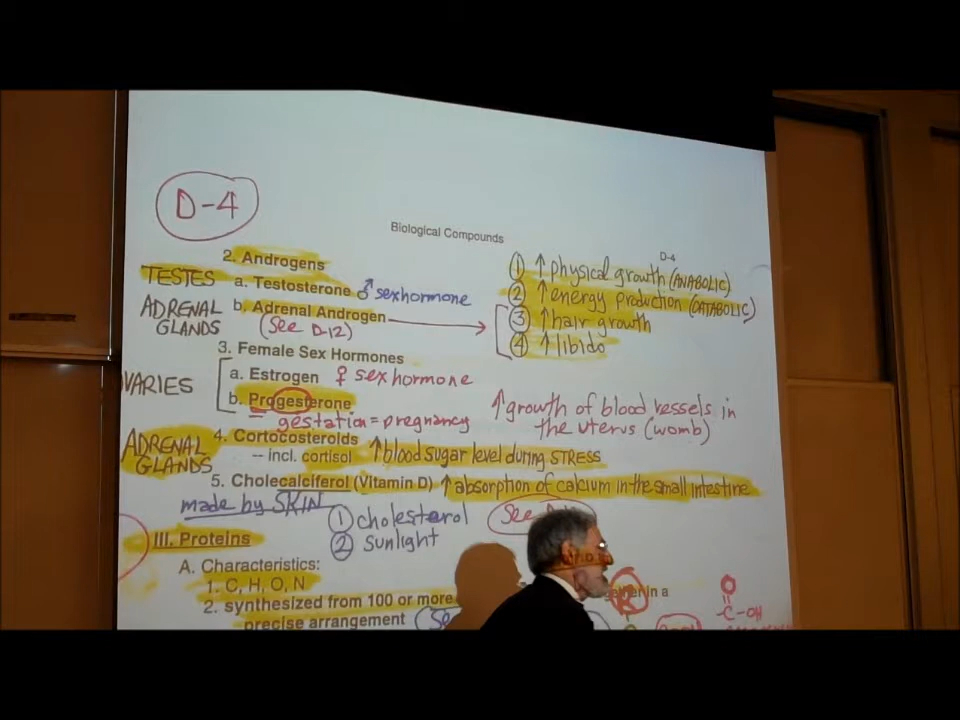 D-4
Biological Compounds
D-4
2. Androgens
TESTES a. Testosterone ♂ sex hormone
ADRENAL GLANDS b. Adrenal Androgen
(See D-12)
① ↑ physical growth (ANABOLIC)
② ↑ energy production (CATABOLIC)
③ ↑ hair growth
④ ↑ libido
3. Female Sex Hormones
VARIES a. Estrogen ♀ sex hormone
b. Progesterone
gestation = pregnancy
↑ growth of blood vessels in
the uterus (womb)
ADRENAL GLANDS 4. Cortocosteroids ↑ blood sugar level during STRESS
-- incl. cortisol
5. Cholecalciferol (Vitamin D) ↑ absorption of calcium in the small intestine
made by SKIN
① cholesterol
② sunlight
See
III. Proteins
A. Characteristics:
1. C, H, O, N
2. synthesized from 100 or more
in a
precise arrangement
O
-C-OH